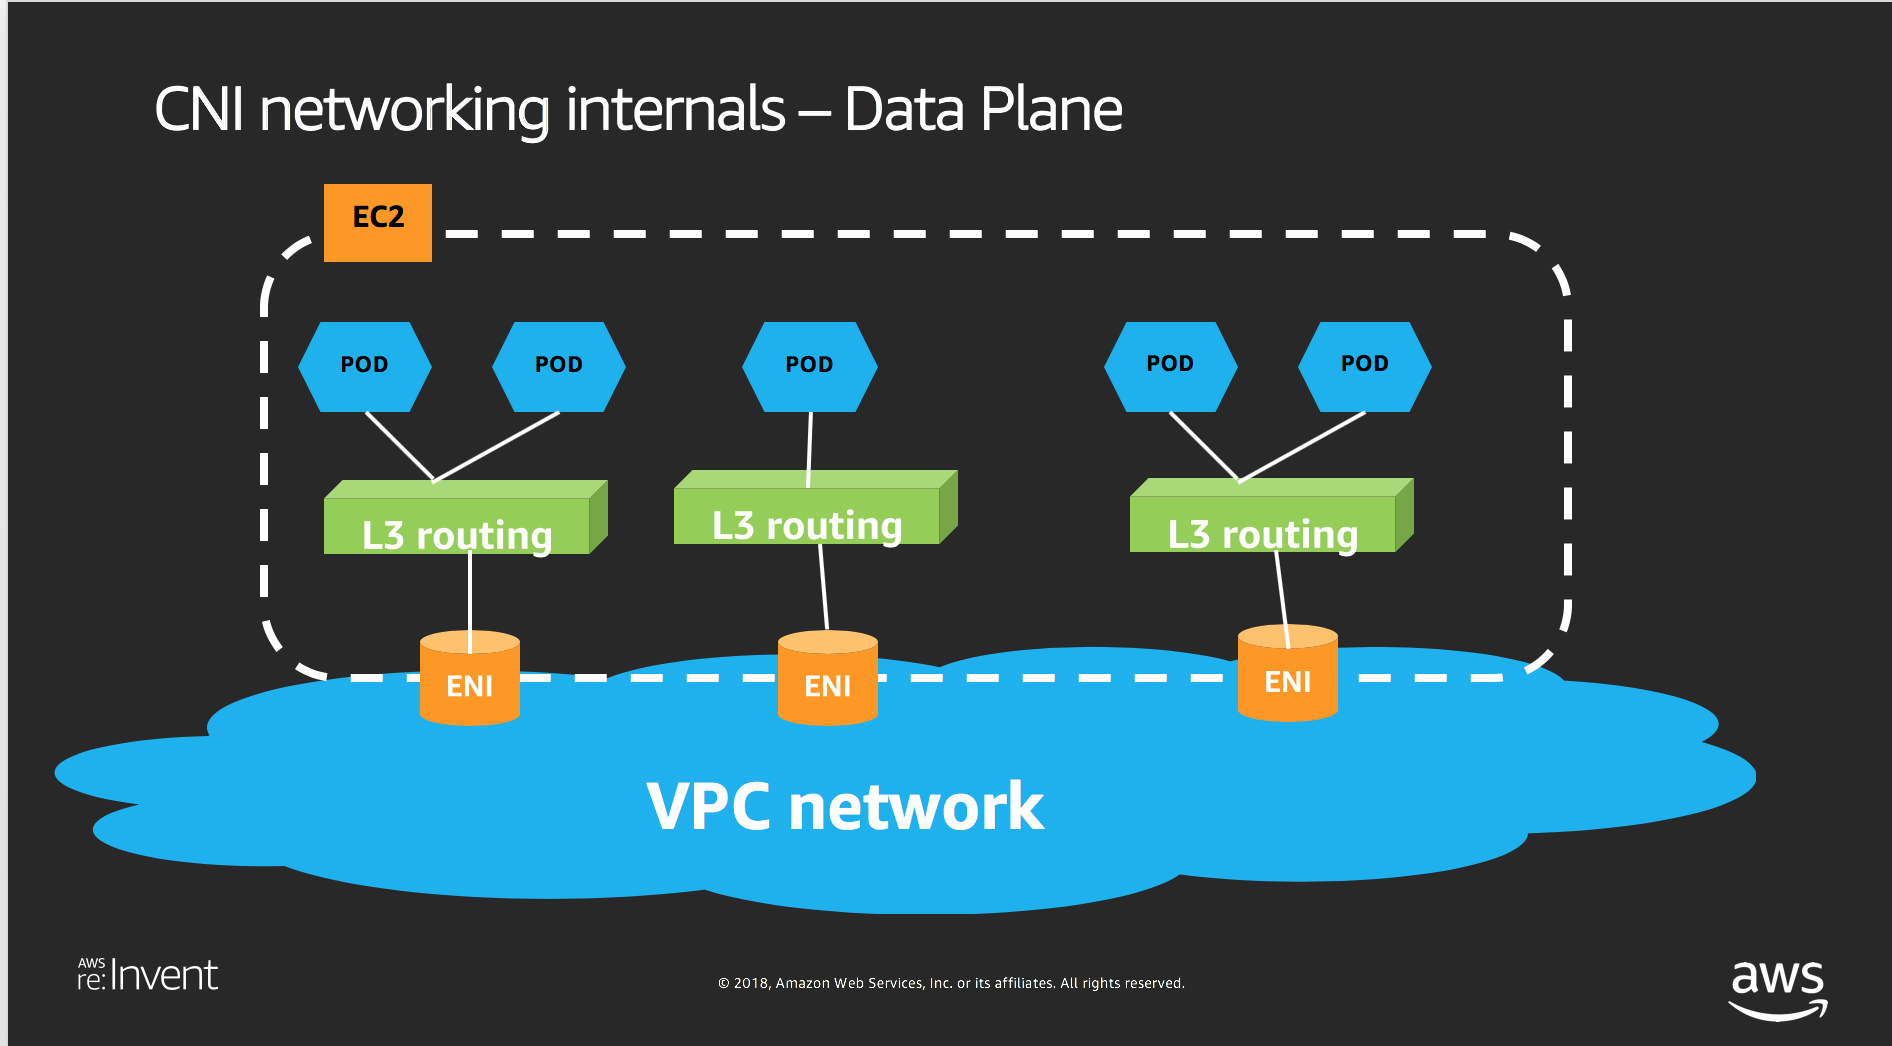 CNI networking internals – Data Plane
EC2
POD
POD
POD
POD
POD
L3 routing
L3 routing
L3 routing
ENI
ENI
ENI
VPC network
AWS
re:Invent
© 2018, Amazon Web Services, Inc. or its affiliates. All rights reserved.
aws